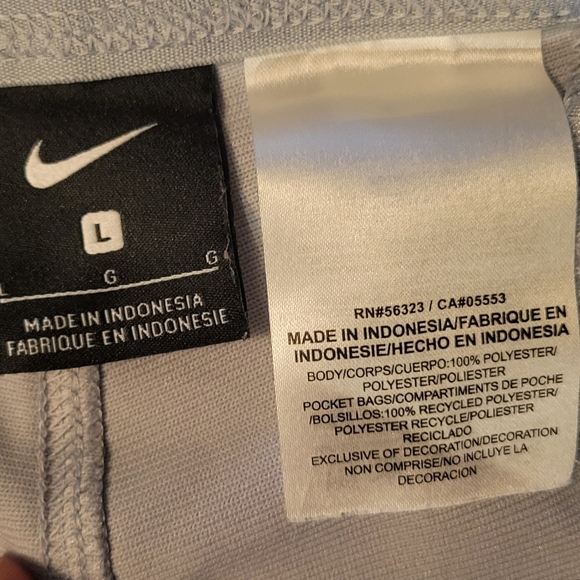 L
L G G
MADE IN INDONESIA
FABRIQUE EN INDONESIE
RN#56323 / CA#05553
MADE IN INDONESIA/FABRIQUE EN
INDONESIE/HECHO EN INDONESIA
BODY/CORPS/CUERPO:100% POLYESTER/
POLYESTER/POLIESTER
POCKET BAGS/COMPARTIMENTS DE POCHE
/BOLSILLOS:100% RECYCLED POLYESTER/
POLYESTER RECYCLE/POLIESTER
RECICLADO
EXCLUSIVE OF DECORATION/DECORATION
NON COMPRISE/NO INCLUYE LA
DECORACION